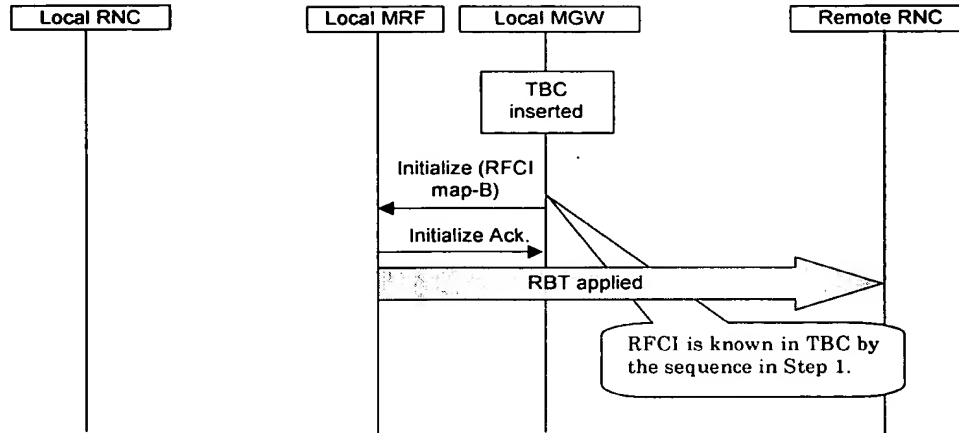 Local RNC
Local MRF
Local MGW
Remote RNC
TBC
inserted
Initialize (RFCI
map-B)
Initialize Ack.
RBT applied
RFCI is known in TBC by
the sequence in Step 1.